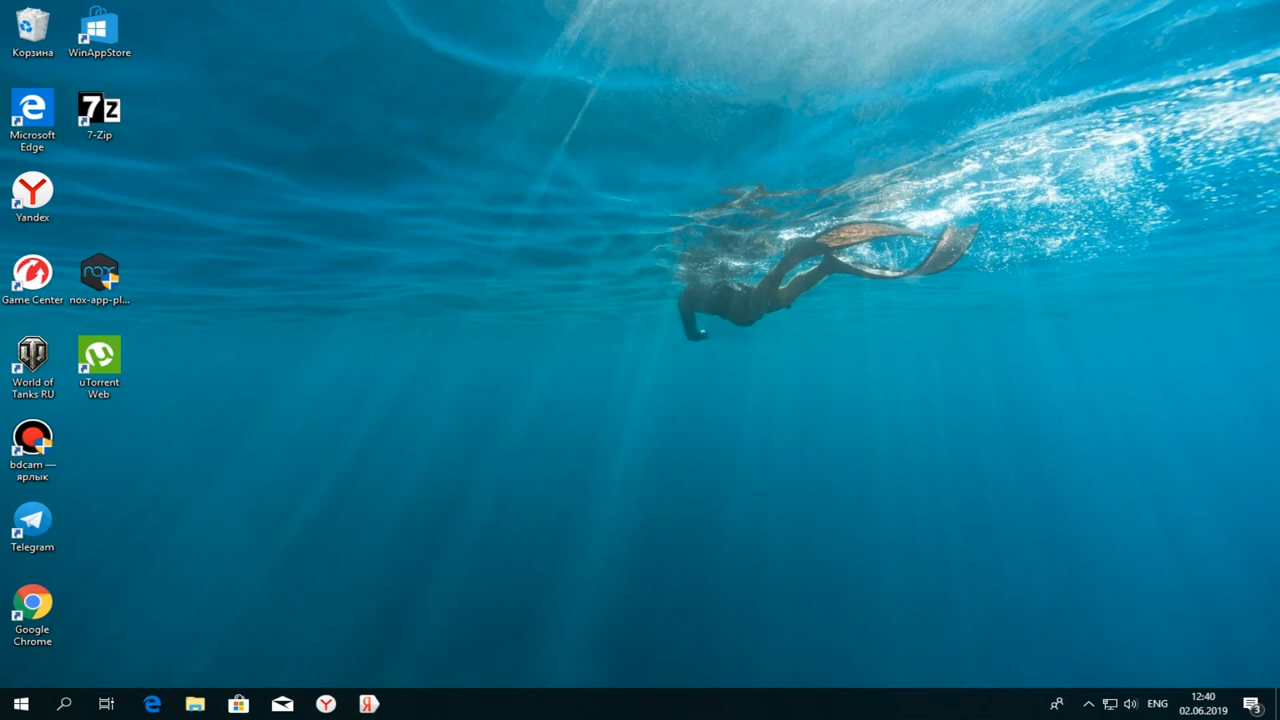 Корзина
WinAppStore
Microsoft
Edge
7z
7-Zip
Y
Yandex
Game Center
nox
nox-app-pl...
World of
Tanks RU
µ
uTorrent
Web
bdcam —
ярлык
Telegram
Google
Chrome
Y
Я
ENG
12:40
02.06.2019
3